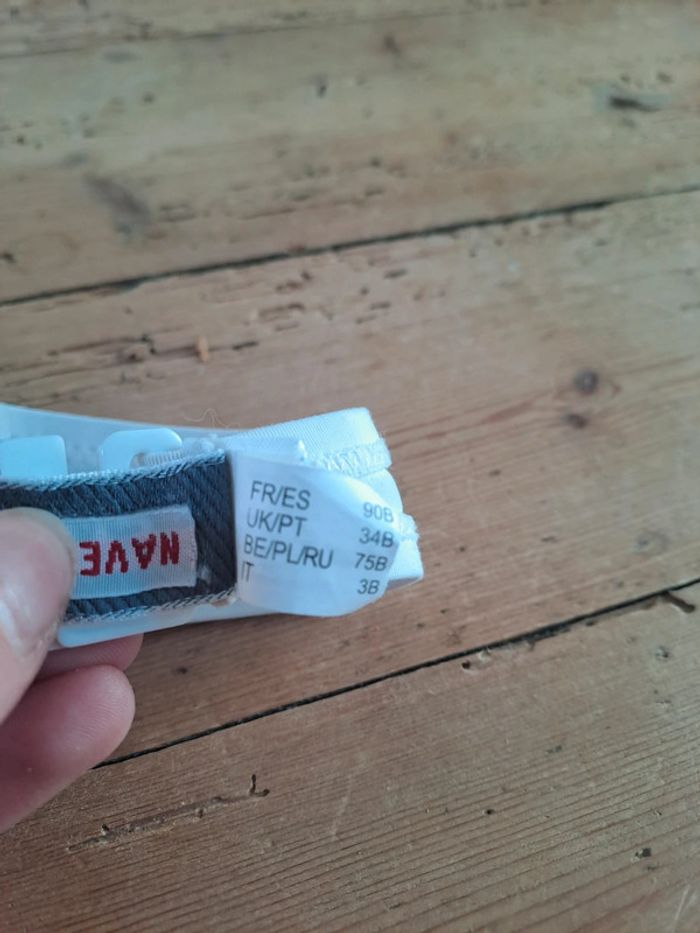 NAVE
FR/ES 90B
UK/PT 34B
BE/PL/RU 75B
IT 3B